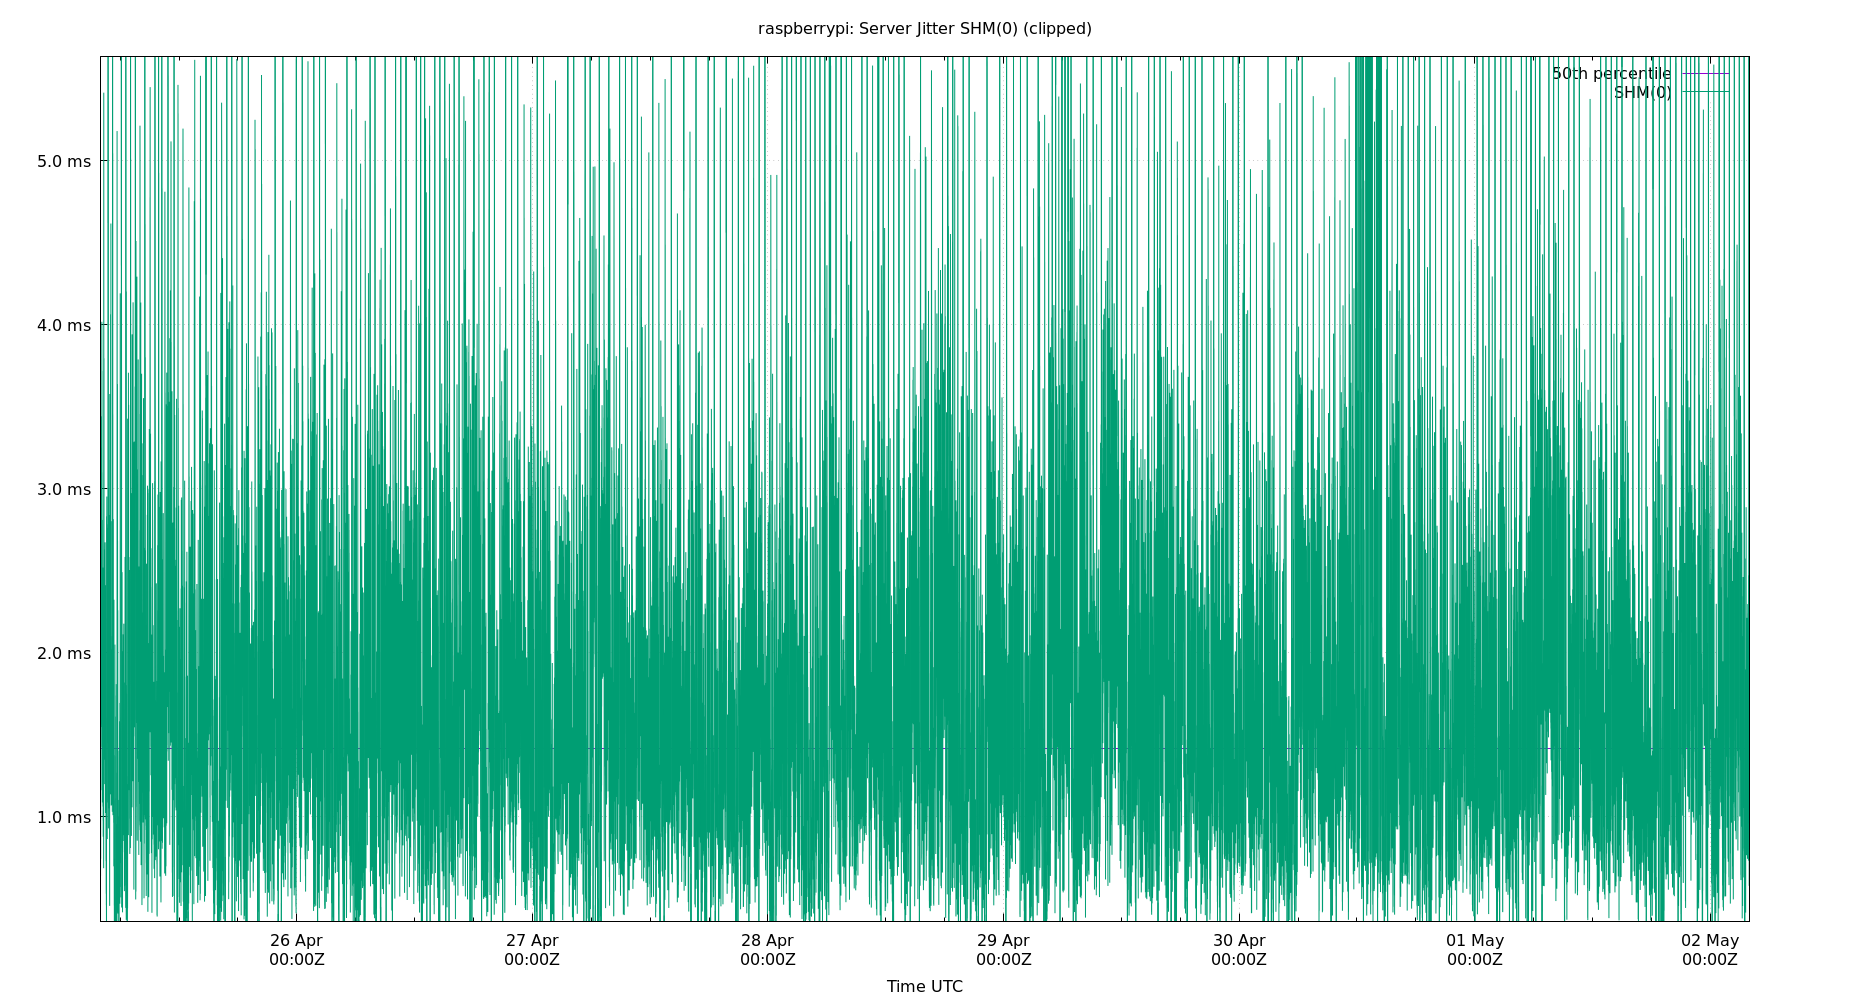 raspberrypi: Server Jitter SHM(0) (clipped)
50th percentile
SHM(0)
5.0 ms
4.0 ms
3.0 ms
2.0 ms
1.0 ms
26 Apr 27 Apr 28 Apr 29 Apr 30 Apr 01 May 02 May
00:00Z 00:00Z 00:00Z 00:00Z 00:00Z 00:00Z 00:00Z
Time UTC